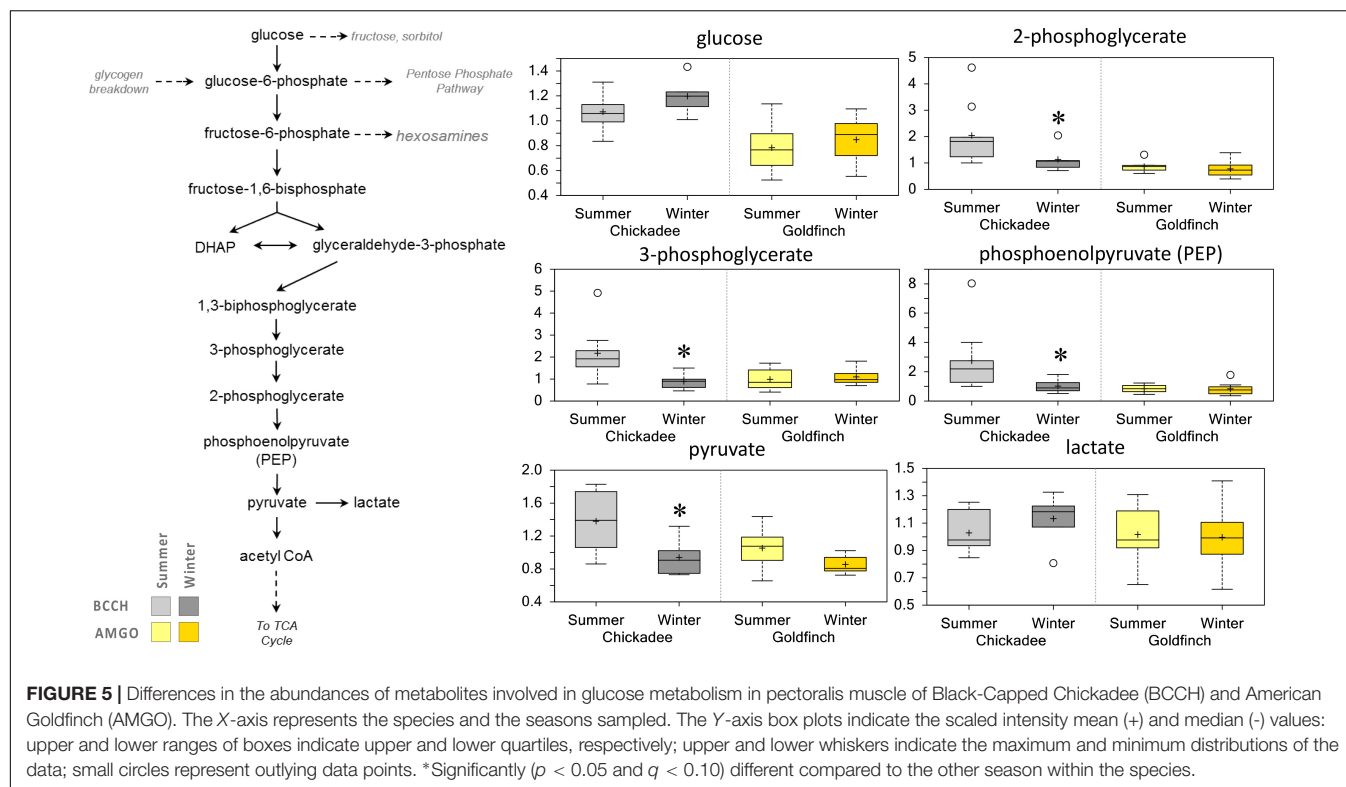 glucose
fructose, sorbitol
glycogen
breakdown
glucose-6-phosphate
Pentose Phosphate
Pathway
fructose-6-phosphate
hexosamines
fructose-1,6-bisphosphate
DHAP
glyceraldehyde-3-phosphate
1,3-biphosphoglycerate
3-phosphoglycerate
2-phosphoglycerate
phosphoenolpyruvate
(PEP)
pyruvate
lactate
acetyl CoA
To TCA
Cycle
Summer
Winter
BCCH
AMGO
glucose
1.4
1.2
1.0
0.8
0.6
0.4
Summer Winter Summer Winter
Chickadee Goldfinch
2-phosphoglycerate
5
4
3
2
1
0
*
Summer Winter Summer Winter
Chickadee Goldfinch
3-phosphoglycerate
6
5
4
3
2
1
0
*
Summer Winter Summer Winter
Chickadee Goldfinch
phosphoenolpyruvate (PEP)
8
6
4
2
0
*
Summer Winter Summer Winter
Chickadee Goldfinch
pyruvate
2.0
1.6
1.2
0.8
0.4
*
Summer Winter Summer Winter
Chickadee Goldfinch
lactate
1.5
1.3
1.1
0.9
0.7
0.5
Summer Winter Summer Winter
Chickadee Goldfinch
FIGURE 5 | Differences in the abundances of metabolites involved in glucose metabolism in pectoralis muscle of Black-Capped Chickadee (BCCH) and American
Goldfinch (AMGO). The X-axis represents the species and the seasons sampled. The Y-axis box plots indicate the scaled intensity mean (+) and median (-) values:
upper and lower ranges of boxes indicate upper and lower quartiles, respectively; upper and lower whiskers indicate the maximum and minimum distributions of the
data; small circles represent outlying data points. *Significantly (p < 0.05 and q < 0.10) different compared to the other season within the species.